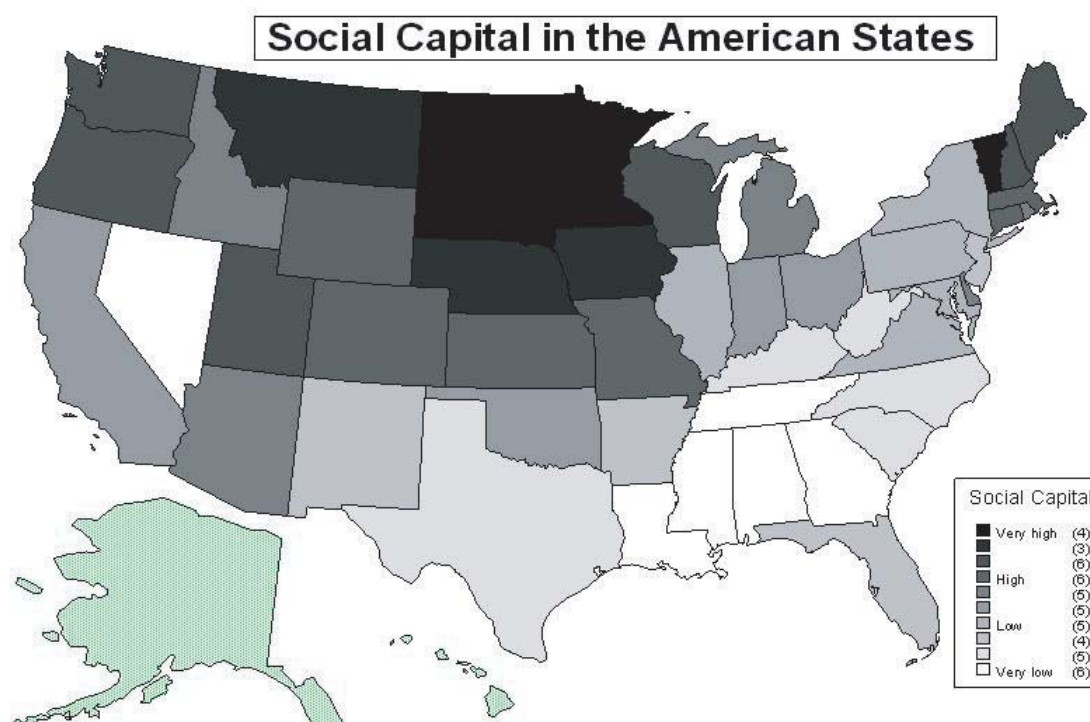 Social Capital in the American States
Social Capital
Very high (4)
(3)
(6)
High (6)
(5)
(5)
Low (5)
(4)
(5)
Very low (6)